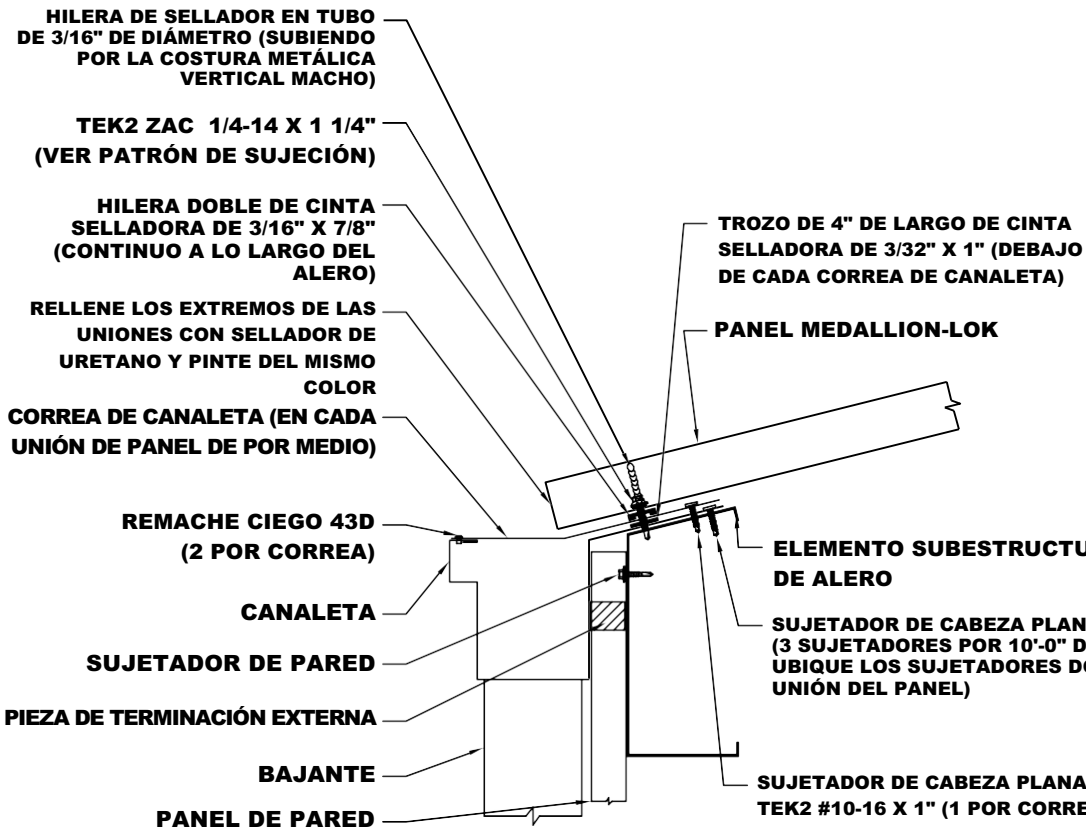 HILERA DE SELLADOR EN TUBO
DE 3/16" DE DIÁMETRO (SUBIENDO
POR LA COSTURA METÁLICA
VERTICAL MACHO)
TEK2 ZAC 1/4-14 X 1 1/4"
(VER PATRÓN DE SUJECIÓN)
HILERA DOBLE DE CINTA
SELLADORA DE 3/16" X 7/8"
(CONTINUO A LO LARGO DEL
ALERO)
RELLENE LOS EXTREMOS DE LAS
UNIONES CON SELLADOR DE
URETANO Y PINTE DEL MISMO
COLOR
CORREA DE CANALETA (EN CADA
UNIÓN DE PANEL DE POR MEDIO)
REMACHE CIEGO 43D
(2 POR CORREA)
CANALETA
SUJETADOR DE PARED
PIEZA DE TERMINACIÓN EXTERNA
BAJANTE
PANEL DE PARED
TROZO DE 4" DE LARGO DE CINTA
SELLADORA DE 3/32" X 1" (DEBAJO
DE CADA CORREA DE CANALETA)
PANEL MEDALLION-LOK
ELEMENTO SUBESTRUCTU
DE ALERO
SUJETADOR DE CABEZA PLAN
(3 SUJETADORES POR 10'-0" D
UBIQUE LOS SUJETADORES DO
UNIÓN DEL PANEL)
SUJETADOR DE CABEZA PLANA
TEK2 #10-16 X 1" (1 POR CORRE